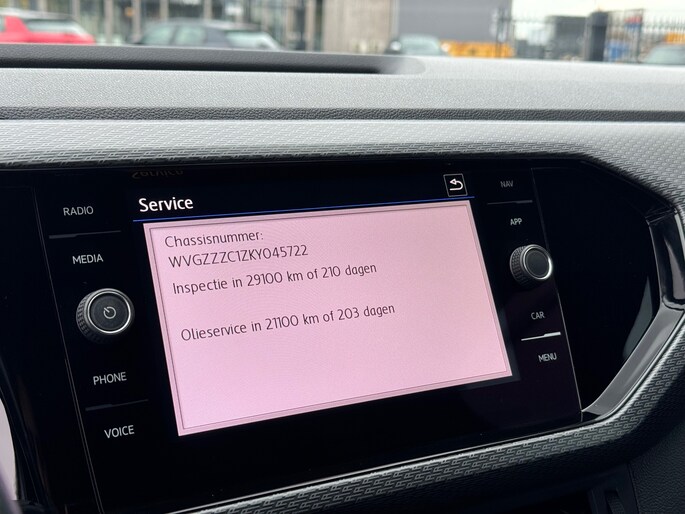 Service
Chassisnummer:
WVGZZZC1ZKY045722
Inspectie in 29100 km of 210 dagen
Olieservice in 21100 km of 203 dagen
RADIO
MEDIA
PHONE
VOICE
NAV
APP
CAR
MENU